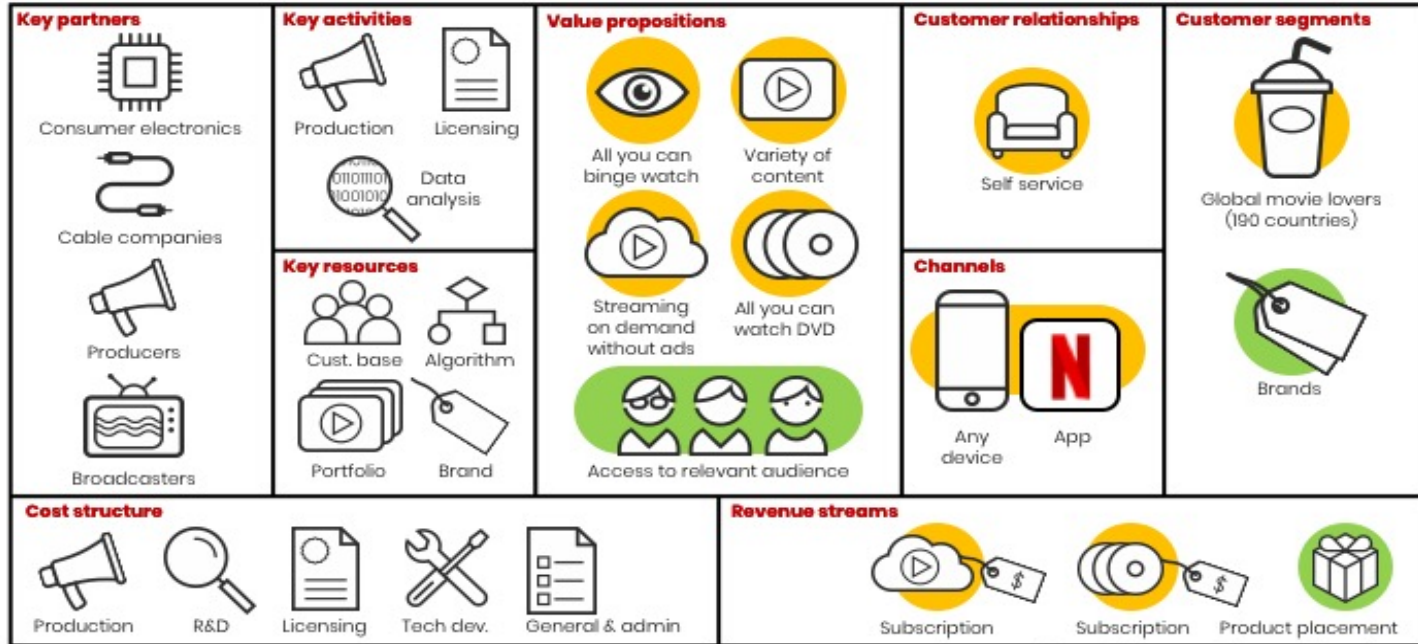 Key partners
Consumer electronics
Cable companies
Producers
Broadcasters
Key activities
Production
Licensing
Data
analysis
Key resources
Cust. base
Algorithm
Portfolio
Brand
Value propositions
All you can
binge watch
Variety of
content
Streaming
on demand
without ads
All you can
watch DVD
Access to relevant audience
Customer relationships
Self service
Channels
N
Any
device
App
Customer segments
Global movie lovers
(190 countries)
Brands
Cost structure
Production
R&D
Licensing
Tech dev.
General & admin
Revenue streams
$
Subscription
$
Subscription
Product placement